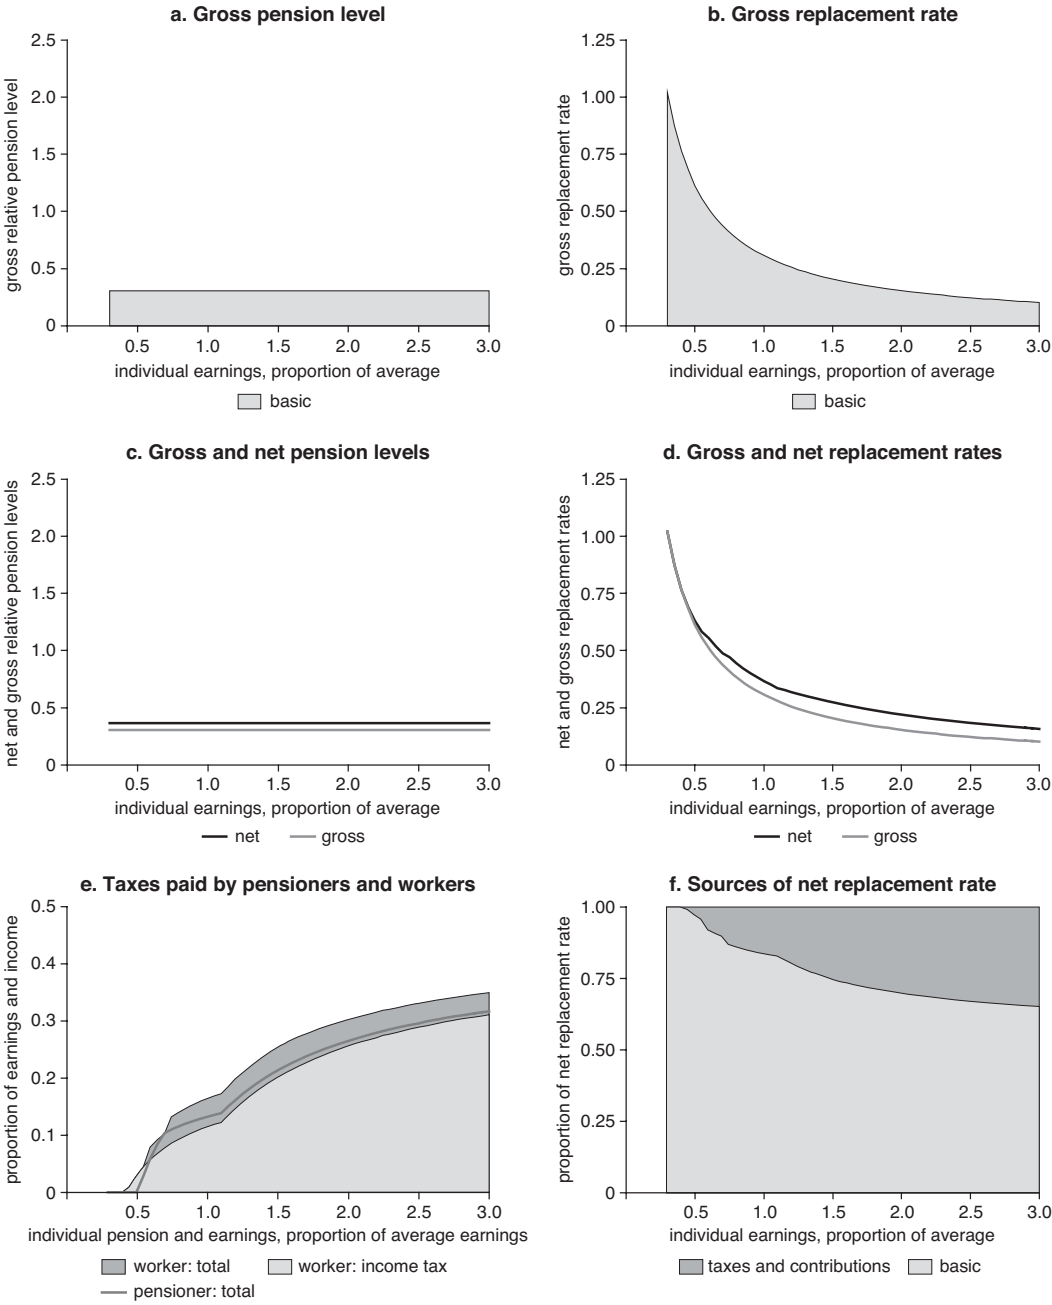 a. Gross pension level
gross relative pension level
2.5
2.0
1.5
1.0
0.5
0
0.5 1.0 1.5 2.0 2.5 3.0
individual earnings, proportion of average
basic
b. Gross replacement rate
gross replacement rate
1.25
1.00
0.75
0.50
0.25
0
0.5 1.0 1.5 2.0 2.5 3.0
individual earnings, proportion of average
basic
c. Gross and net pension levels
net and gross relative pension levels
2.5
2.0
1.5
1.0
0.5
0
0.5 1.0 1.5 2.0 2.5 3.0
individual earnings, proportion of average
net gross
d. Gross and net replacement rates
net and gross replacement rates
1.25
1.00
0.75
0.50
0.25
0
0.5 1.0 1.5 2.0 2.5 3.0
individual earnings, proportion of average
net gross
e. Taxes paid by pensioners and workers
proportion of earnings and income
0.5
0.4
0.3
0.2
0.1
0
0.5 1.0 1.5 2.0 2.5 3.0
individual pension and earnings, proportion of average earnings
worker: total worker: income tax
pensioner: total
f. Sources of net replacement rate
proportion of net replacement rate
1.00
0.75
0.50
0.25
0
0.5 1.0 1.5 2.0 2.5 3.0
individual earnings, proportion of average
taxes and contributions basic